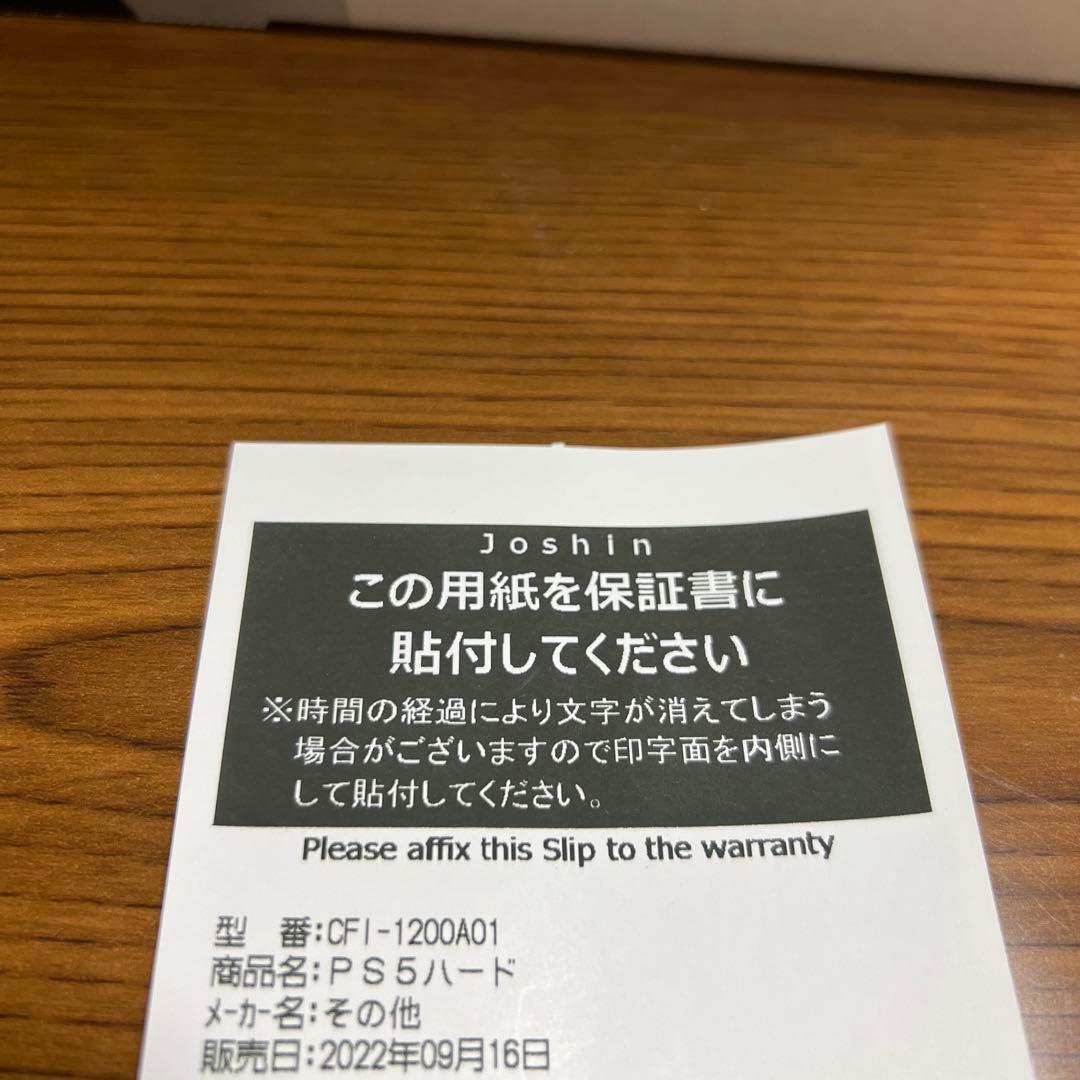 Joshin
この用紙を保証書に
貼付してください
※時間の経過により文字が消えてしまう
場合がございますので印字面を内側に
して貼付してください。
Please affix this Slip to the warranty
型　番:CFI-1200A01
商品名:ＰＳ５ハード
ﾒｰｶｰ名:その他
販売日:2022年09月16日